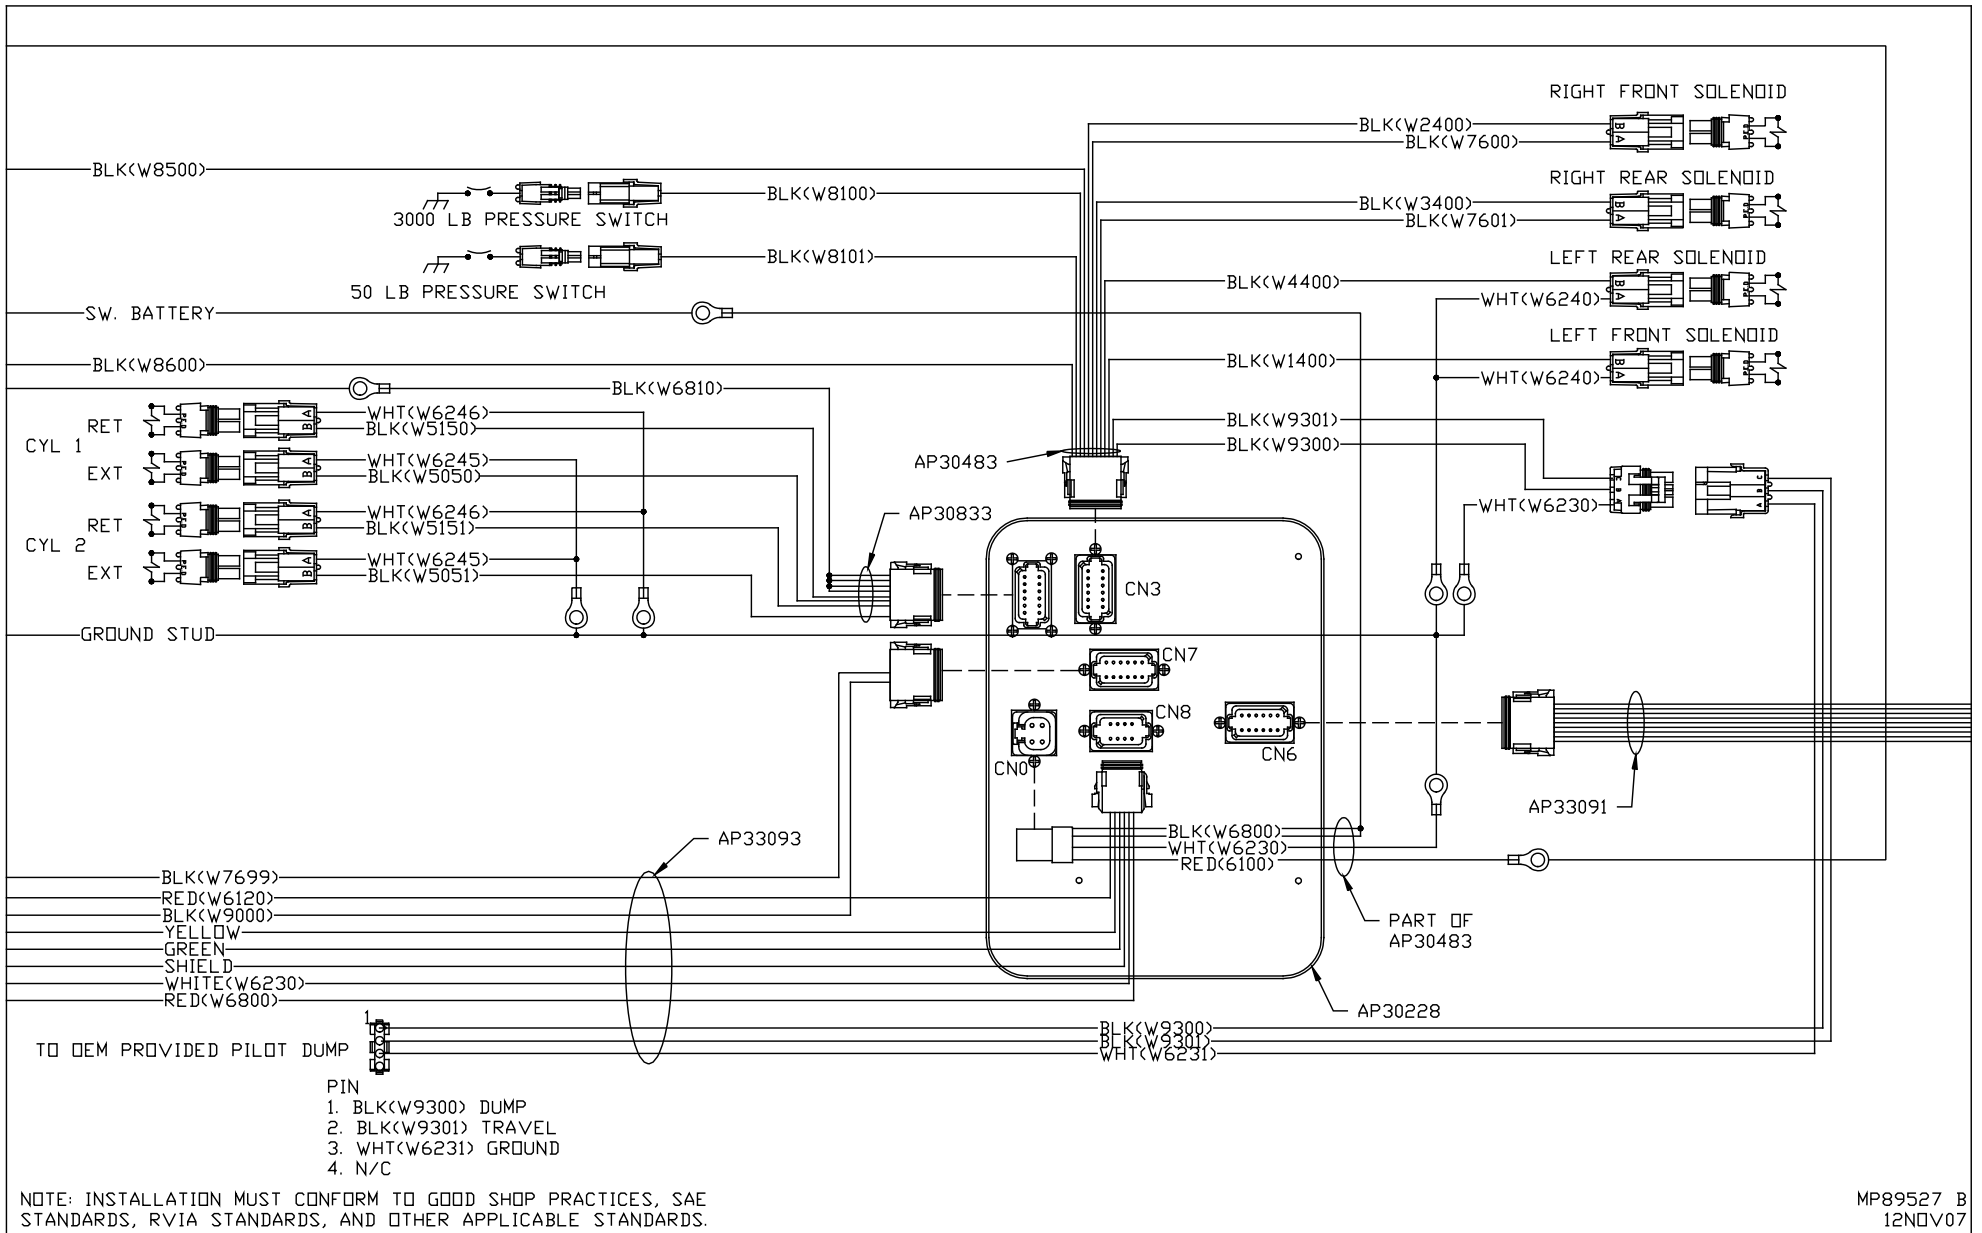 RIGHT FRONT SOLENOID
BLK(W2400)
B
A
BLK(W7600)
BLK(W8500)
RIGHT REAR SOLENOID
BLK(W8100)
BLK(W3400)
B
A
3000 LB PRESSURE SWITCH
BLK(W7601)
BLK(W8101)
LEFT REAR SOLENOID
BLK(W4400)
B
A
50 LB PRESSURE SWITCH
WHT(W6240)
SW. BATTERY
LEFT FRONT SOLENOID
BLK(W8600)
BLK(W1400)
B
A
BLK(W6810)
WHT(W6240)
CYL 1
RET
A
B
WHT(W6246)
BLK(W5150)
BLK(W9301)
BLK(W9300)
EXT
A
B
WHT(W6245)
BLK(W5050)
AP30483
C
B
A
C
B
A
WHT(W6230)
CYL 2
RET
A
B
WHT(W6246)
BLK(W5151)
AP30833
EXT
A
B
WHT(W6245)
BLK(W5051)
CN3
GROUND STUD
CN7
CN8
CN0
CN6
AP33091
AP33093
BLK(W6800)
WHT(W6230)
RED(6100)
BLK(W7699)
RED(W6120)
BLK(W9000)
YELLOW
GREEN
SHIELD
WHITE(W6230)
RED(W6800)
PART OF
AP30483
AP30228
1
TO OEM PROVIDED PILOT DUMP
BLK(W9300)
BLK(W9301)
WHT(W6231)
PIN
1. BLK(W9300) DUMP
2. BLK(W9301) TRAVEL
3. WHT(W6231) GROUND
4. N/C
NOTE: INSTALLATION MUST CONFORM TO GOOD SHOP PRACTICES, SAE
STANDARDS, RVIA STANDARDS, AND OTHER APPLICABLE STANDARDS.
MP89527 B
12NOV07